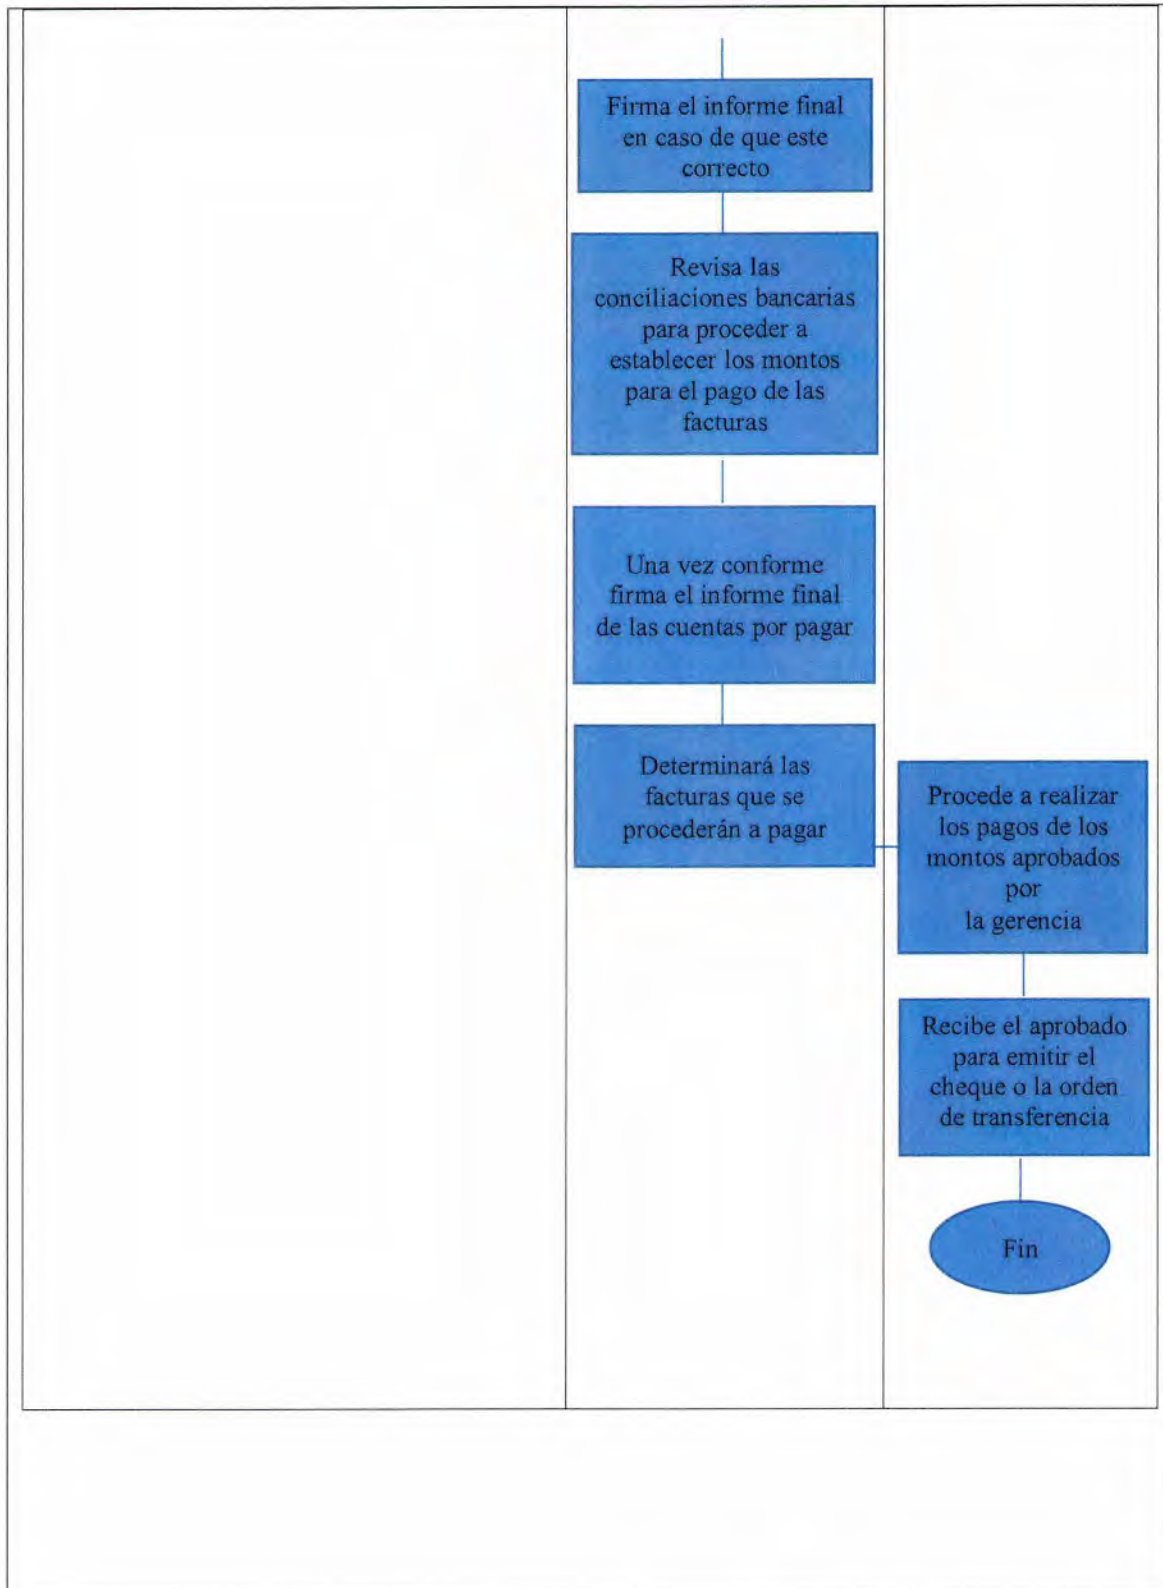 Firma el informe final
en caso de que este
correcto
Revisa las
conciliaciones bancarias
para proceder a
establecer los montos
para el pago de las
facturas
Una vez conforme
firma el informe final
de las cuentas por pagar
Determinará las
facturas que se
procederán a pagar
Procede a realizar
los pagos de los
montos aprobados
por
la gerencia
Recibe el aprobado
para emitir el
cheque o la orden
de transferencia
Fin